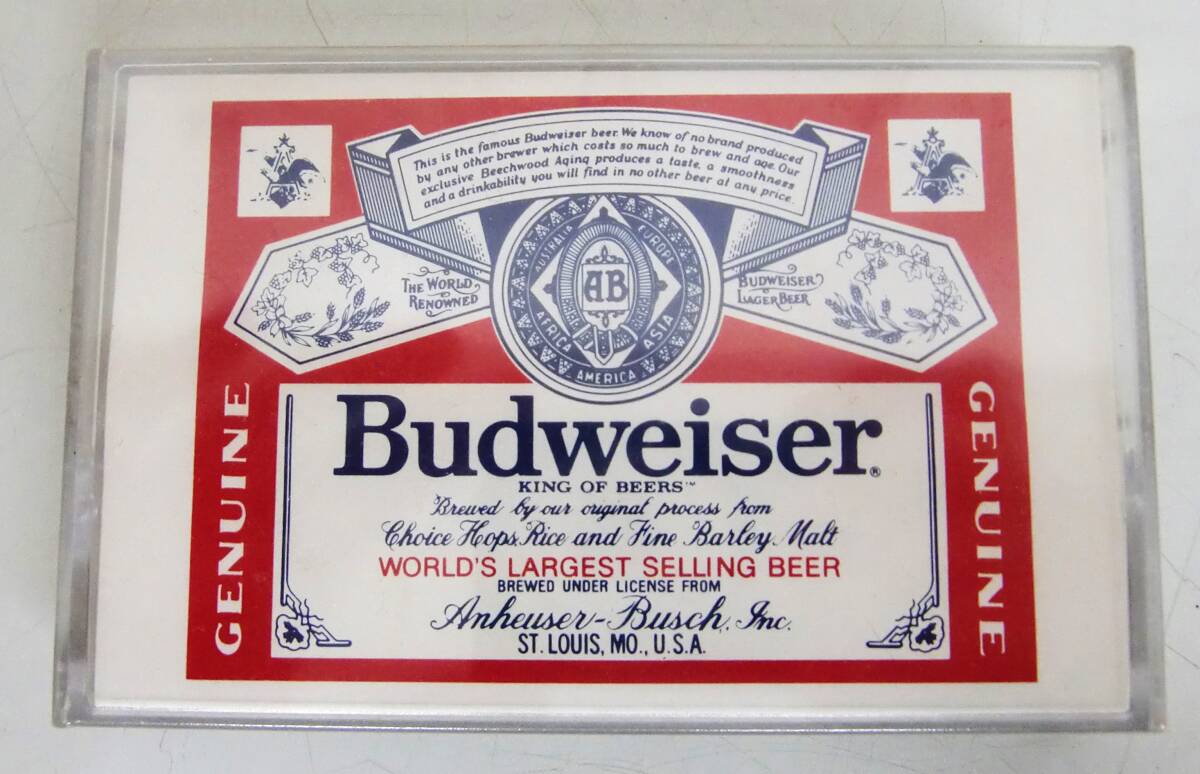 This is the famous Budweiser beer. We know of no brand produced
by any other brewer which costs so much to brew and age. Our
exclusive Beechwood Aging produces a taste, a smoothness
and a drinkability you will find in no other beer at any price.
THE WORLD
RENOWNED
AUSTRALIA
EUROPE
AB
AFRICA
ASIA
AMERICA
BUDWEISER
LAGER BEER
GENUINE
GENUINE
Budweiser®
KING OF BEERS™
Brewed by our original process from
Choice Hops, Rice and Fine Barley Malt
WORLD'S LARGEST SELLING BEER
BREWED UNDER LICENSE FROM
Anheuser-Busch, Inc.
ST. LOUIS, MO., U.S.A.